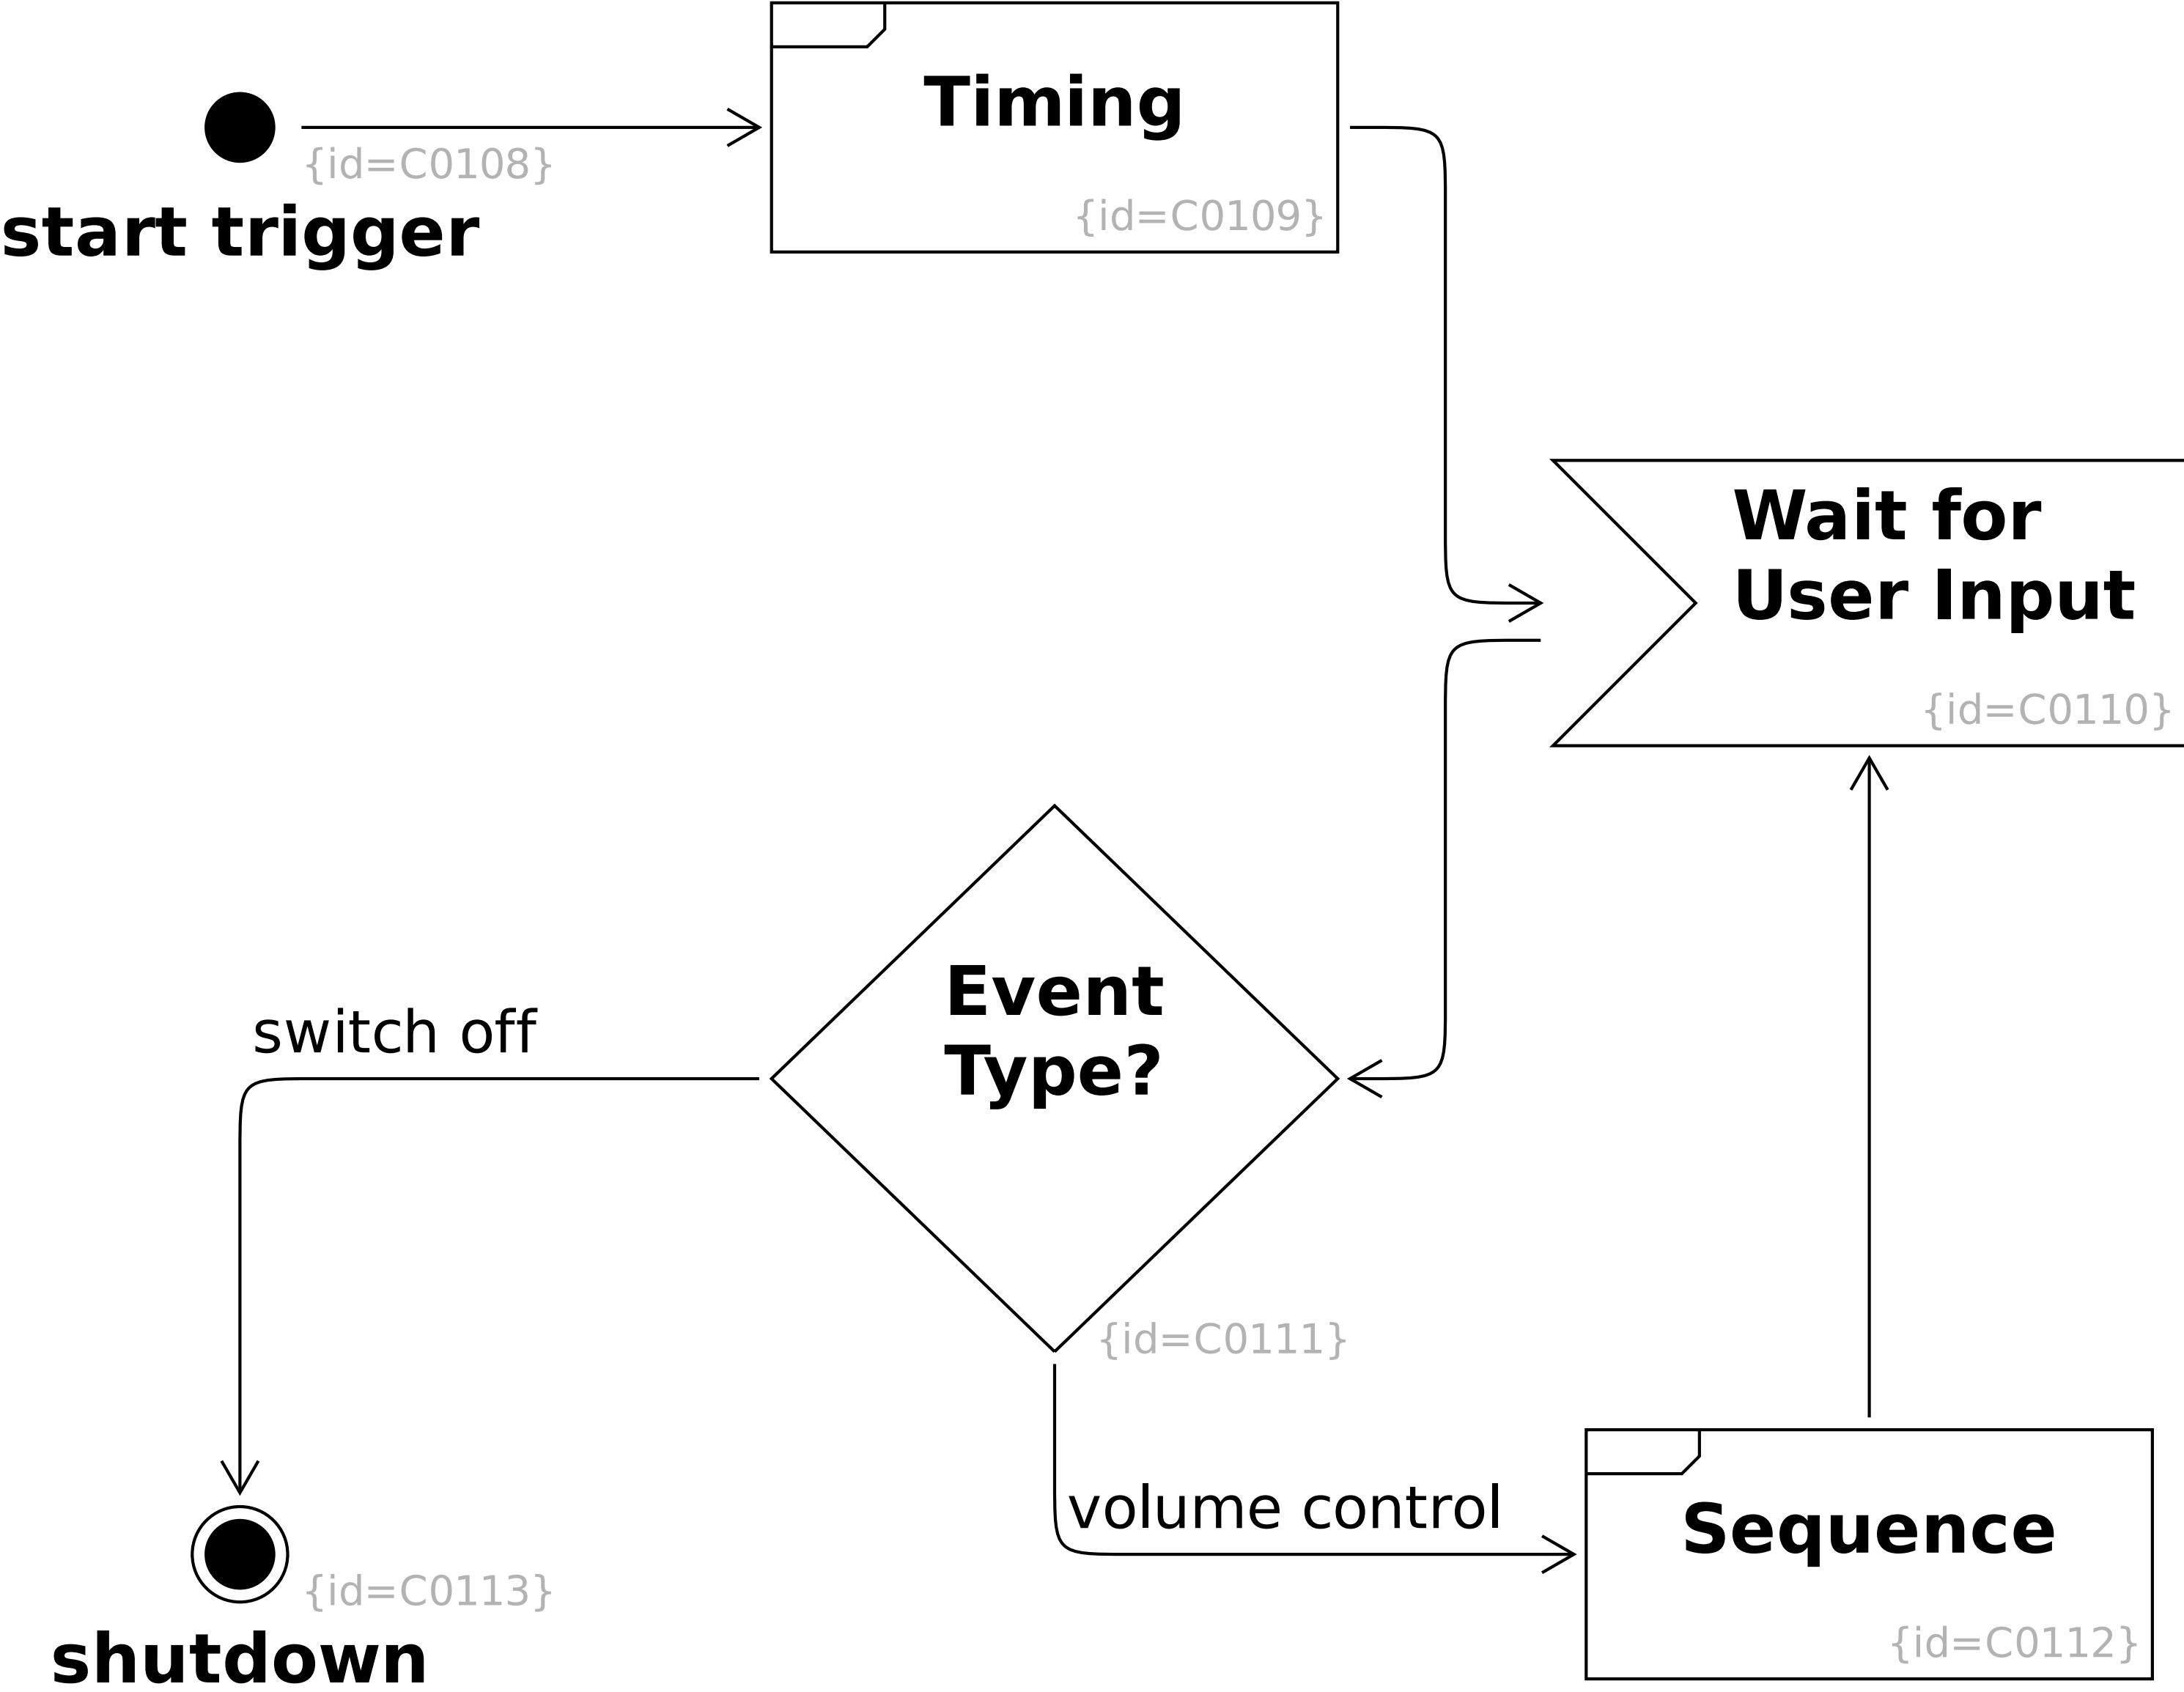 Timing
{id=C0108}
{id=C0109}
start trigger
Wait for
User Input
{id=C0110}
Event
Type?
switch off
{id=C0111}
volume control
Sequence
{id=C0113}
{id=C0112}
shutdown